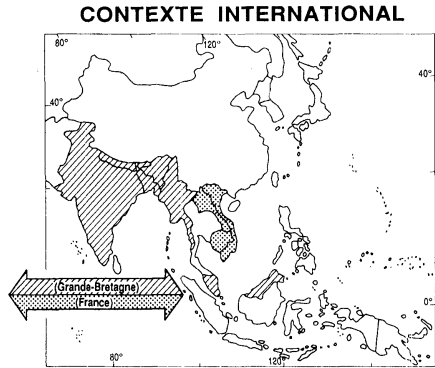 CONTEXTE INTERNATIONAL
80°
120°
40°
40°
(Grande-Bretagne)
(France)
0°
80°
120°